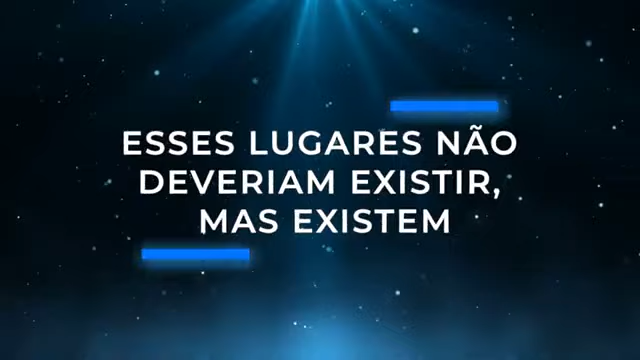 ESSES LUGARES NÃO
DEVERIAM EXISTIR,
MAS EXISTEM